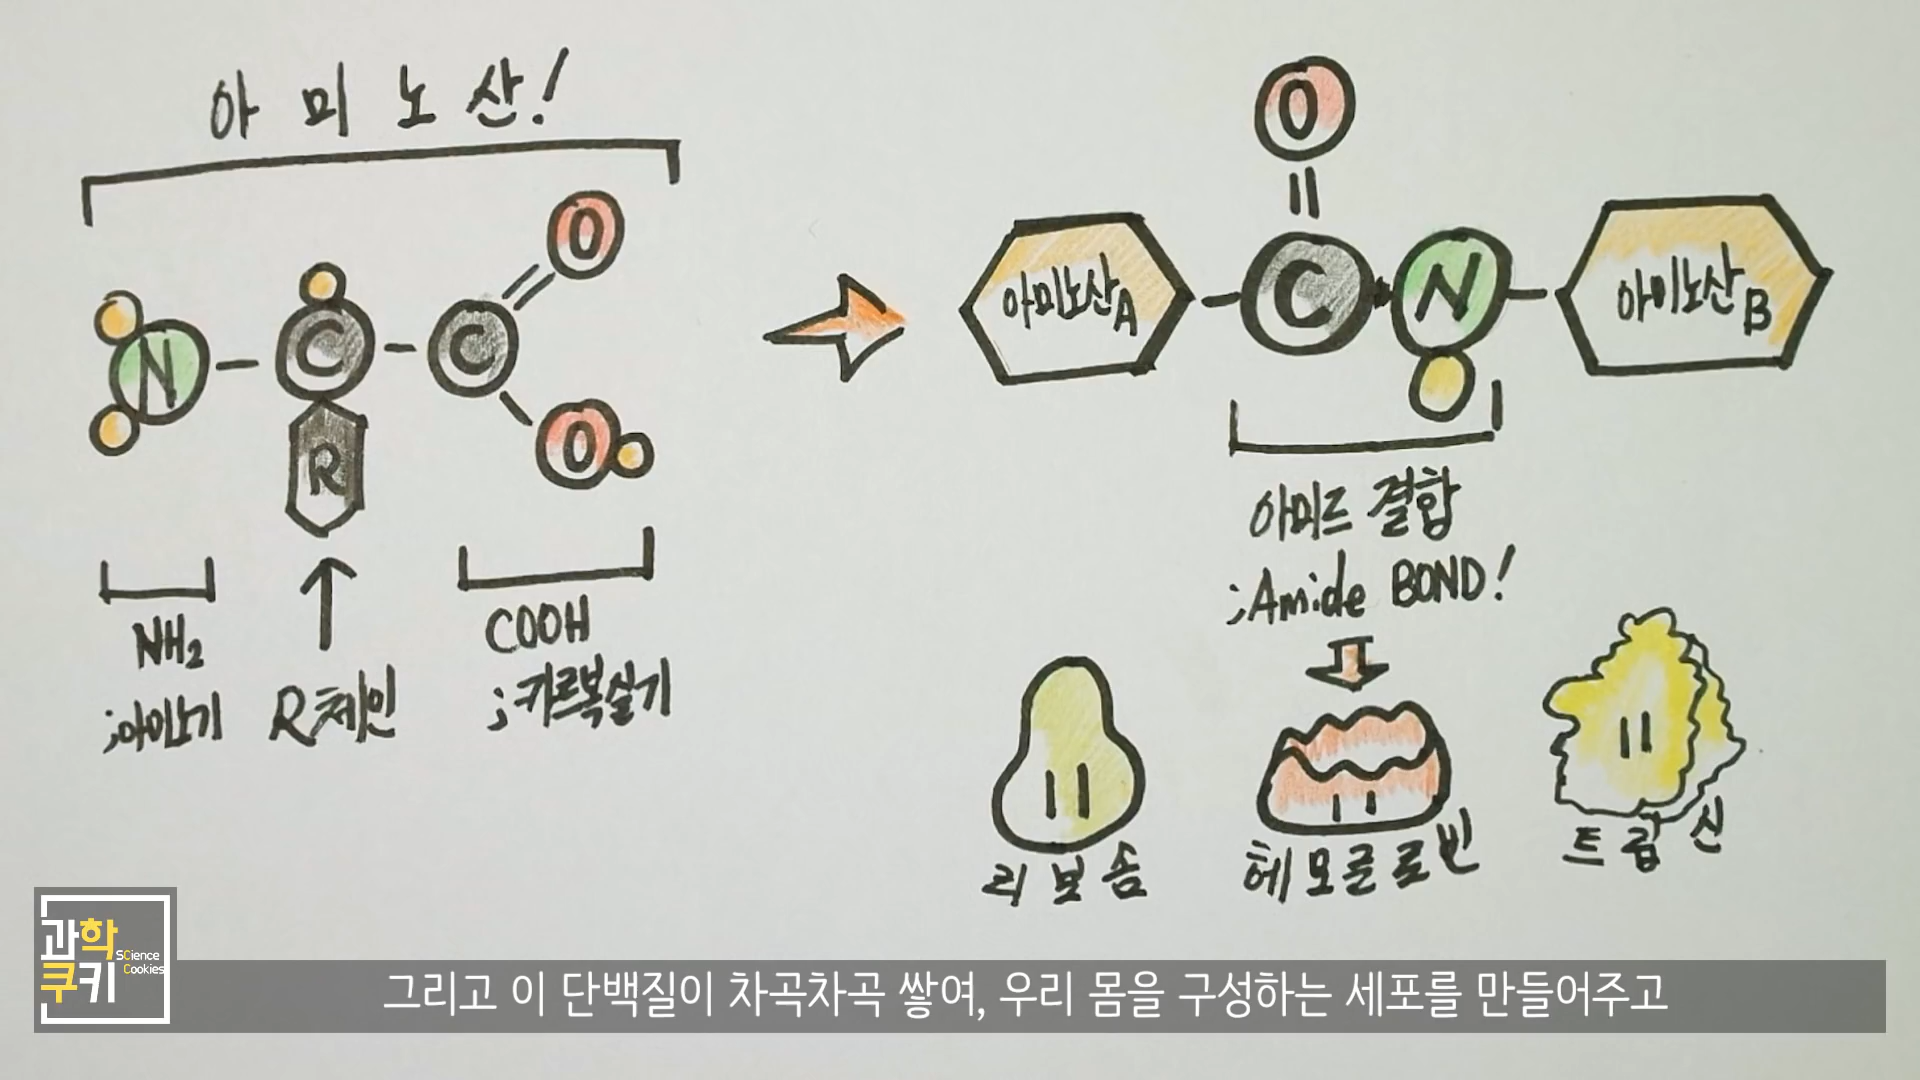 아미노산!
O
N - C - C
O
R
NH2
;아미노기
R체인
COOH
;카르복실기
O
아미노산A - C - N - 아미노산B
아미드 결합
;Amide BOND!
리보솜
헤모글로빈
트립신
과학쿠키
Science Cookies
그리고 이 단백질이 차곡차곡 쌓여, 우리 몸을 구성하는 세포를 만들어주고